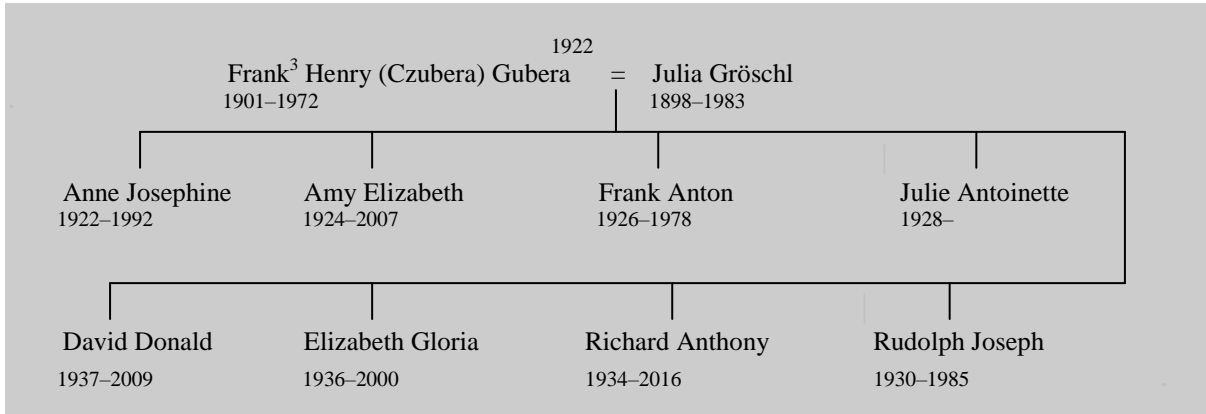 1922
Frank³ Henry (Czubera) Gubera = Julia Gröschl
1901–1972 1898–1983
Anne Josephine Amy Elizabeth Frank Anton Julie Antoinette
1922–1992 1924–2007 1926–1978 1928–
David Donald Elizabeth Gloria Richard Anthony Rudolph Joseph
1937–2009 1936–2000 1934–2016 1930–1985